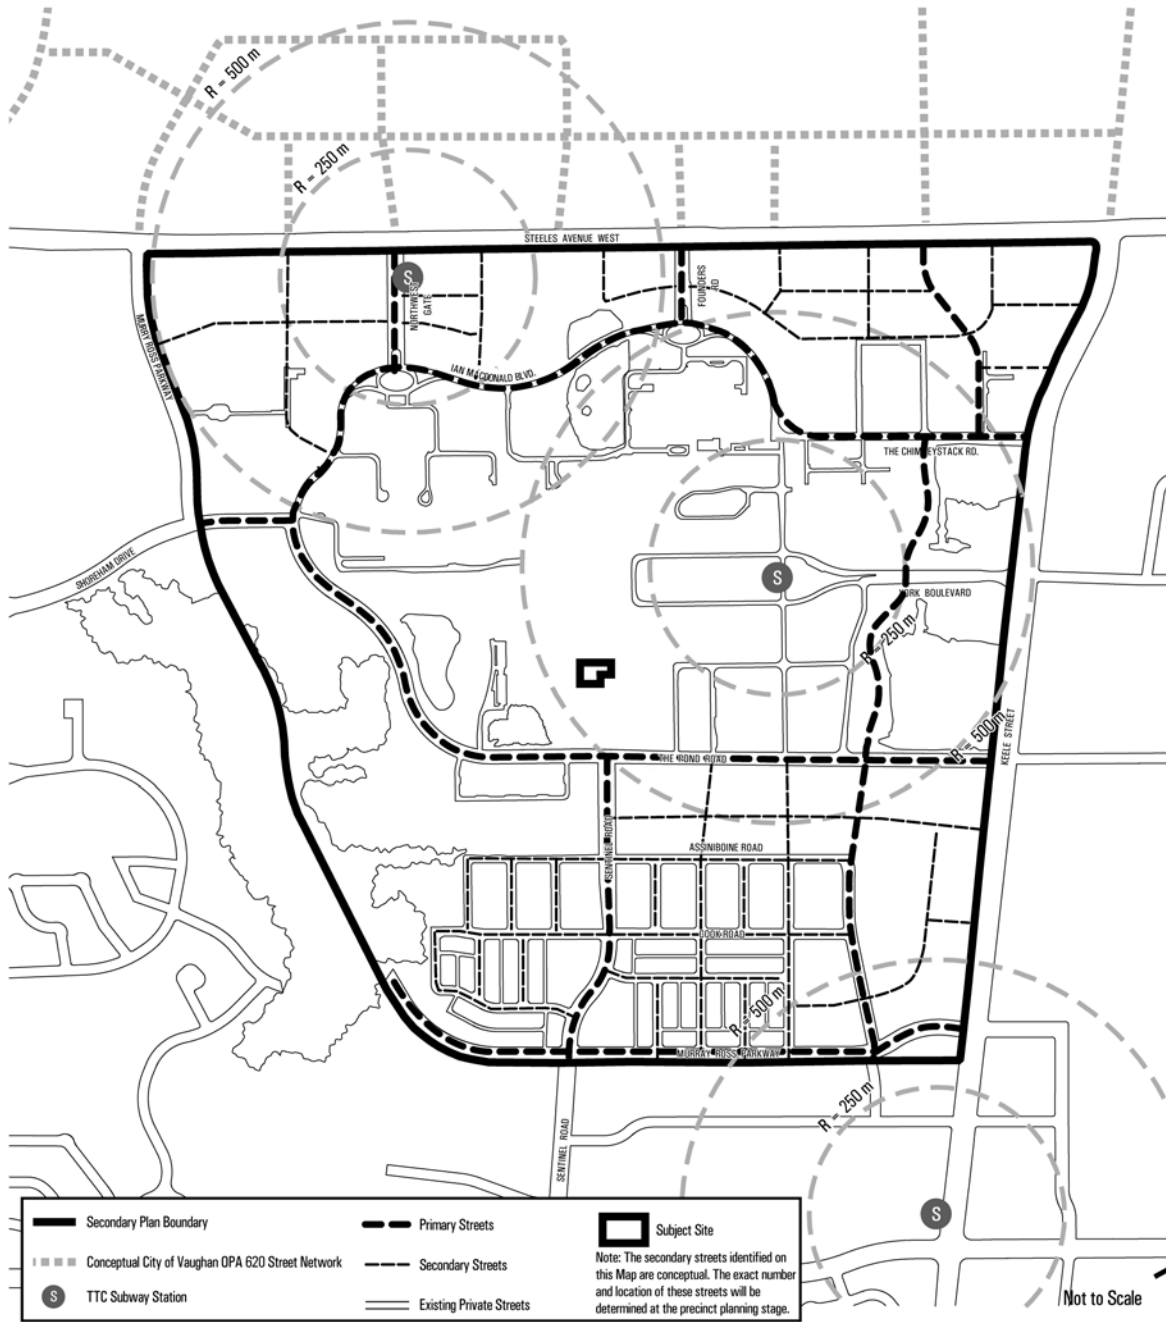 R = 500 m
R = 250 m
STEELES AVENUE WEST
S
NORTHWEST
GATE
FOUNDERS
RD
MURRY ROSS PARKWAY
IAN MACDONALD BLVD.
THE CHIMNEYSTACK RD.
SHOREHAM DRIVE
S
YORK BOULEVARD
R = 250 m
R = 500 m
KEELE STREET
THE POND ROAD
SENTINEL ROAD
ASSINIBOINE ROAD
COOK ROAD
R = 500 m
MURRAY ROSS PARKWAY
R = 250 m
SENTINEL ROAD
S
Secondary Plan Boundary
Conceptual City of Vaughan OPA 620 Street Network
S TTC Subway Station
Primary Streets
Secondary Streets
Existing Private Streets
Subject Site
Note: The secondary streets identified on
this Map are conceptual. The exact number
and location of these streets will be
determined at the precinct planning stage.
Not to Scale